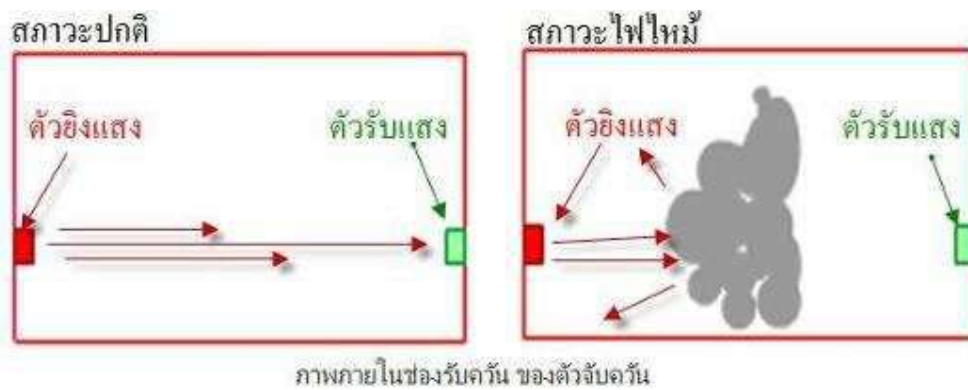 สภาวะปกติ
ตัวยิงแสง
ตัวรับแสง
สภาวะไฟไหม้
ตัวยิงแสง
ตัวรับแสง
ภาพภายในช่องรับควัน ของตัวจับควัน